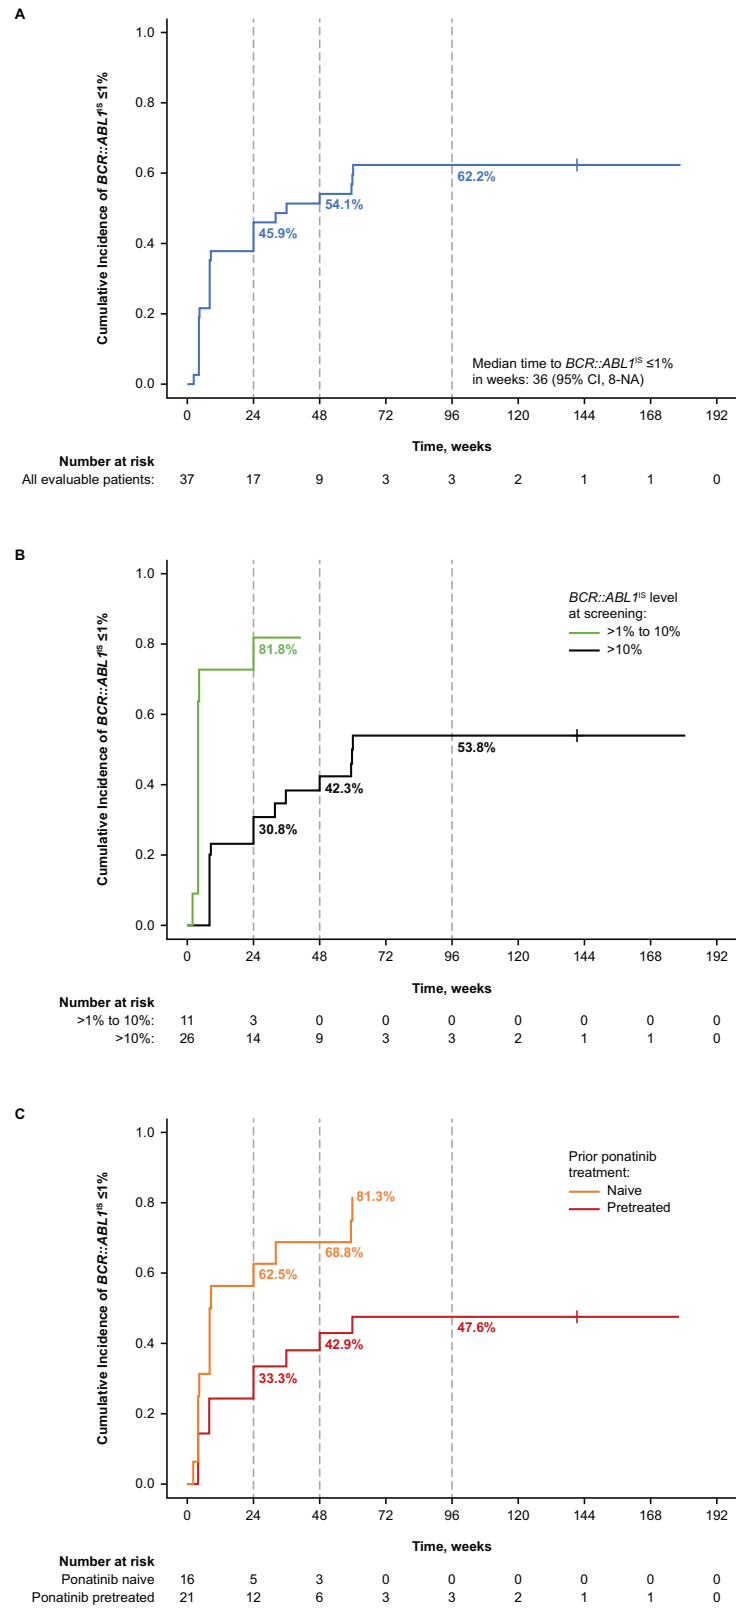 A
Cumulative Incidence of BCR::ABL1ᴵˢ ≤1%
1.0
0.8
0.6
0.4
0.2
0.0
62.2%
54.1%
45.9%
Median time to BCR::ABL1ᴵˢ ≤1%
in weeks: 36 (95% CI, 8-NA)
0 24 48 72 96 120 144 168 192
Time, weeks
Number at risk
All evaluable patients: 37 17 9 3 3 2 1 1 0
B
Cumulative Incidence of BCR::ABL1ᴵˢ ≤1%
1.0
0.8
0.6
0.4
0.2
0.0
BCR::ABL1ᴵˢ level
at screening:
>1% to 10%
>10%
81.8%
53.8%
42.3%
30.8%
0 24 48 72 96 120 144 168 192
Time, weeks
Number at risk
>1% to 10%: 11 3 0 0 0 0 0 0 0
>10%: 26 14 9 3 3 2 1 1 0
C
Cumulative Incidence of BCR::ABL1ᴵˢ ≤1%
1.0
0.8
0.6
0.4
0.2
0.0
Prior ponatinib
treatment:
Naive
Pretreated
81.3%
68.8%
62.5%
47.6%
42.9%
33.3%
0 24 48 72 96 120 144 168 192
Time, weeks
Number at risk
Ponatinib naive 16 5 3 0 0 0 0 0 0
Ponatinib pretreated 21 12 6 3 3 2 1 1 0